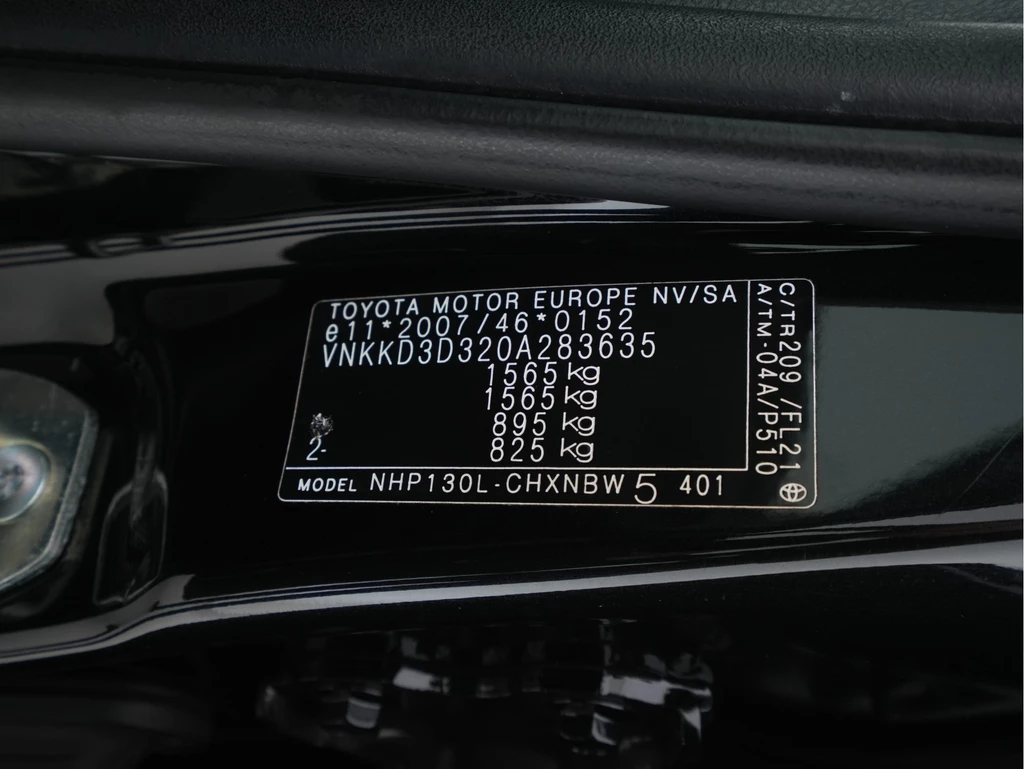 TOYOTA MOTOR EUROPE NV/SA
e11*2007/46*0152
VNKKD3D320A283635
1565 kg
1565 kg
895 kg
2- 825 kg
MODEL NHP130L-CHXNBW 5 401
C/TR209 /FL21
A/TM-04A/P510